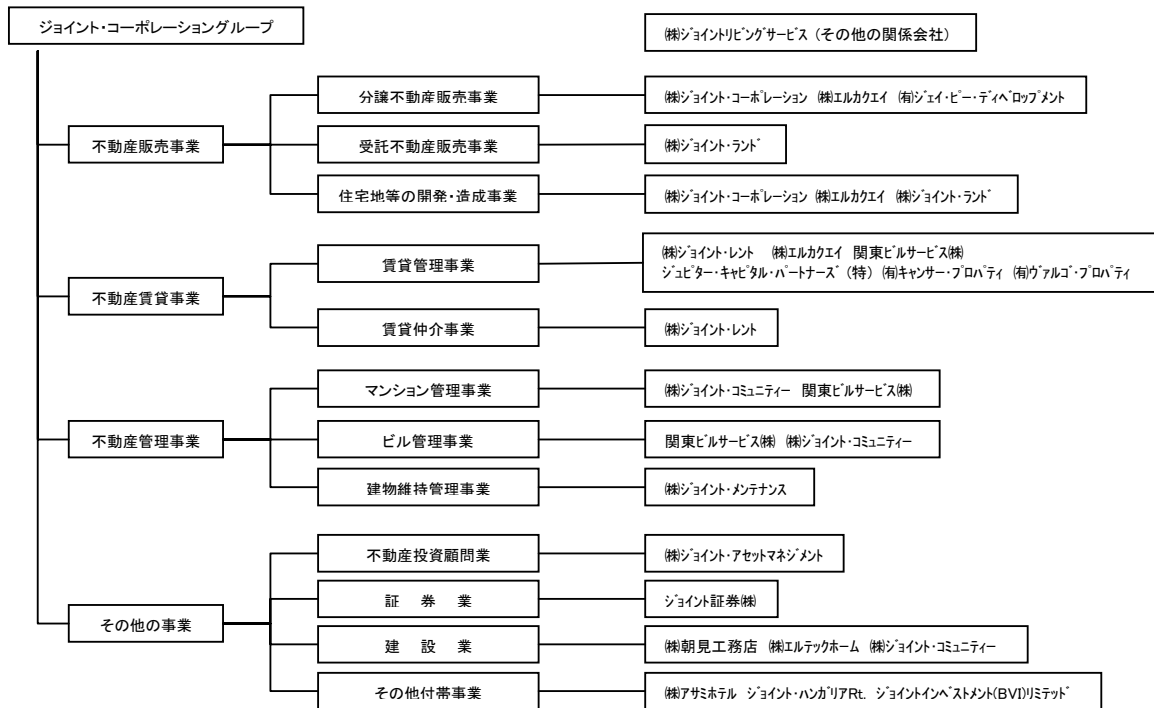 ジョイント・コーポレーショングループ
㈱ｼﾞｮｲﾝﾄﾘﾋﾞﾝｸﾞｻｰﾋﾞｽ（その他の関係会社）
分譲不動産販売事業
㈱ｼﾞｮｲﾝﾄ･ｺｰﾎﾟﾚｰｼｮﾝ ㈱ｴﾙｶｸｴｲ ㈲ｼﾞｪｲ･ﾋﾟｰ･ﾃﾞｨﾍﾞﾛｯﾌﾟﾒﾝﾄ
不動産販売事業
受託不動産販売事業
㈱ｼﾞｮｲﾝﾄ･ﾗﾝﾄﾞ
住宅地等の開発・造成事業
㈱ｼﾞｮｲﾝﾄ･ｺｰﾎﾟﾚｰｼｮﾝ ㈱ｴﾙｶｸｴｲ ㈱ｼﾞｮｲﾝﾄ･ﾗﾝﾄﾞ
不動産賃貸事業
賃貸管理事業
㈱ｼﾞｮｲﾝﾄ･ﾚﾝﾄ ㈱ｴﾙｶｸｴｲ 関東ﾋﾞﾙｻｰﾋﾞｽ㈱
ｼﾞｭﾋﾟﾀｰ･ｷｬﾋﾟﾀﾙ･ﾊﾟｰﾄﾅｰｽﾞ（特） ㈲ｷｬﾝｻｰ･ﾌﾟﾛﾊﾟﾃｨ ㈲ｳﾞｧﾙｺﾞ･ﾌﾟﾛﾊﾟﾃｨ
賃貸仲介事業
㈱ｼﾞｮｲﾝﾄ･ﾚﾝﾄ
マンション管理事業
㈱ｼﾞｮｲﾝﾄ･ｺﾐｭﾆﾃｨｰ 関東ﾋﾞﾙｻｰﾋﾞｽ㈱
不動産管理事業
ビル管理事業
関東ﾋﾞﾙｻｰﾋﾞｽ㈱ ㈱ｼﾞｮｲﾝﾄ･ｺﾐｭﾆﾃｨｰ
建物維持管理事業
㈱ｼﾞｮｲﾝﾄ･ﾒﾝﾃﾅﾝｽ
不動産投資顧問業
㈱ｼﾞｮｲﾝﾄ･ｱｾｯﾄﾏﾈｼﾞﾒﾝﾄ
その他の事業
証 券 業
ｼﾞｮｲﾝﾄ証券㈱
建 設 業
㈱朝見工務店 ㈱ｴﾙﾃｯｸﾎｰﾑ ㈱ｼﾞｮｲﾝﾄ･ｺﾐｭﾆﾃｨｰ
その他付帯事業
㈱ｱｻﾐﾎﾃﾙ ｼﾞｮｲﾝﾄ･ﾊﾝｶﾞﾘｱRt. ｼﾞｮｲﾝﾄｲﾝﾍﾞｽﾄﾒﾝﾄ(BVI)ﾘﾐﾃｯﾄﾞ